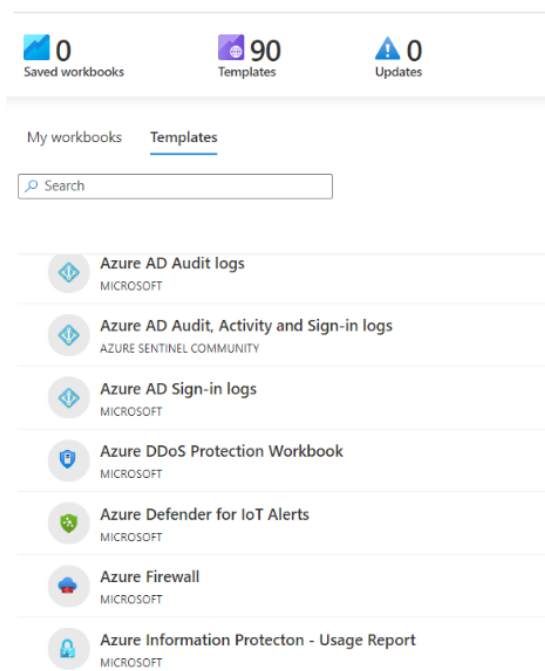 0
Saved workbooks
90
Templates
0
Updates
My workbooks
Templates
Search
Azure AD Audit logs
MICROSOFT
Azure AD Audit, Activity and Sign-in logs
AZURE SENTINEL COMMUNITY
Azure AD Sign-in logs
MICROSOFT
Azure DDoS Protection Workbook
MICROSOFT
Azure Defender for IoT Alerts
MICROSOFT
Azure Firewall
MICROSOFT
Azure Information Protecton - Usage Report
MICROSOFT